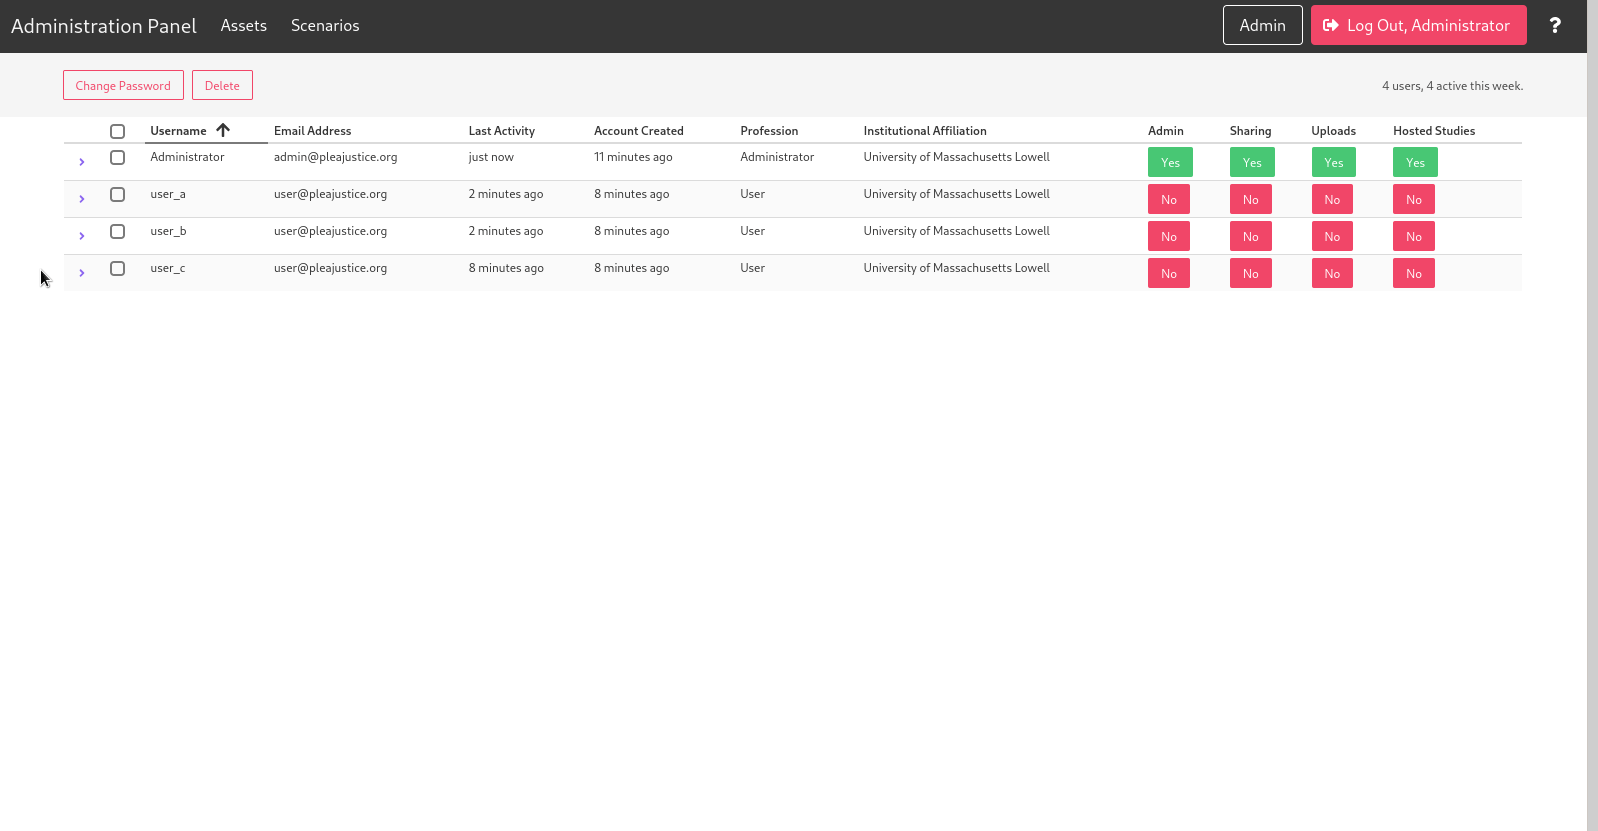 Administration Panel Assets Scenarios Admin Log Out, Administrator ?
Change Password Delete 4 users, 4 active this week.
Username Email Address Last Activity Account Created Profession Institutional Affiliation Admin Sharing Uploads Hosted Studies
Administrator admin@pleajustice.org just now 11 minutes ago Administrator University of Massachusetts Lowell Yes Yes Yes Yes
user_a user@pleajustice.org 2 minutes ago 8 minutes ago User University of Massachusetts Lowell No No No No
user_b user@pleajustice.org 2 minutes ago 8 minutes ago User University of Massachusetts Lowell No No No No
user_c user@pleajustice.org 8 minutes ago 8 minutes ago User University of Massachusetts Lowell No No No No